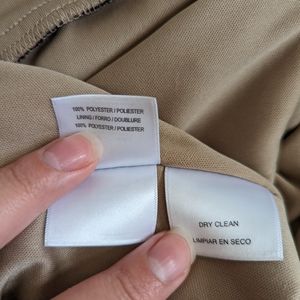 100% POLYESTER / POLIESTER
LINING / FORRO / DOUBLURE
100% POLYESTER / POLIESTER
DRY CLEAN
LIMPIAR EN SECO